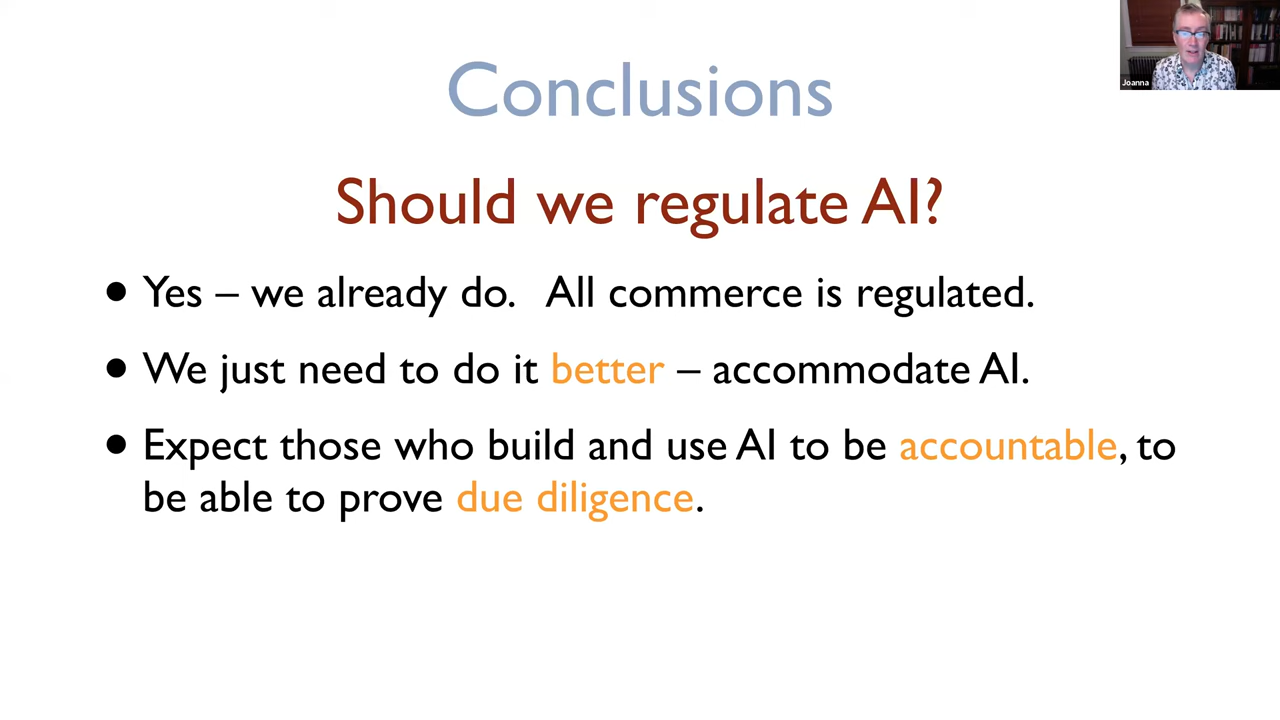 Conclusions
Should we regulate AI?
• Yes – we already do. All commerce is regulated.
• We just need to do it better – accommodate AI.
• Expect those who build and use AI to be accountable, to
be able to prove due diligence.
Joanna